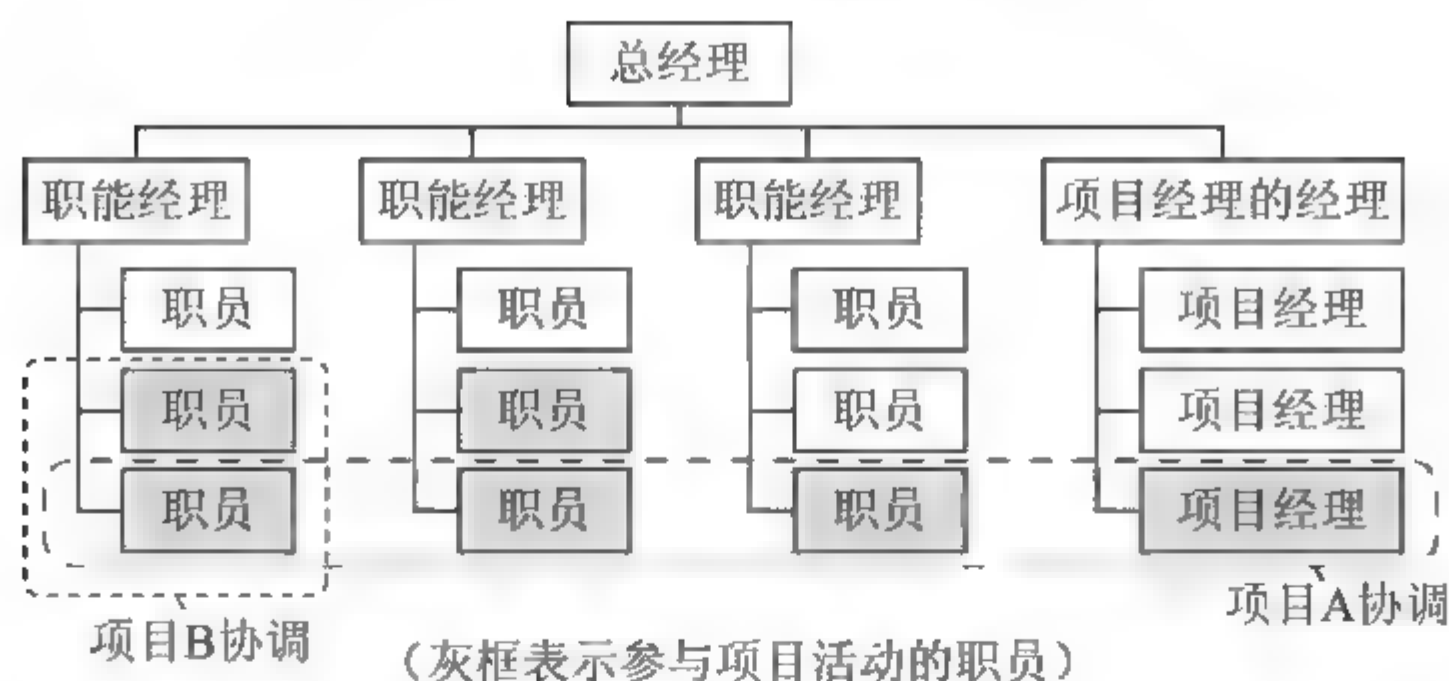 总经理
职能经理 职能经理 职能经理 项目经理的经理
职员 职员 职员 项目经理
职员 职员 职员 项目经理
职员 职员 职员 项目经理
项目A协调
项目B协调
（灰框表示参与项目活动的职员）